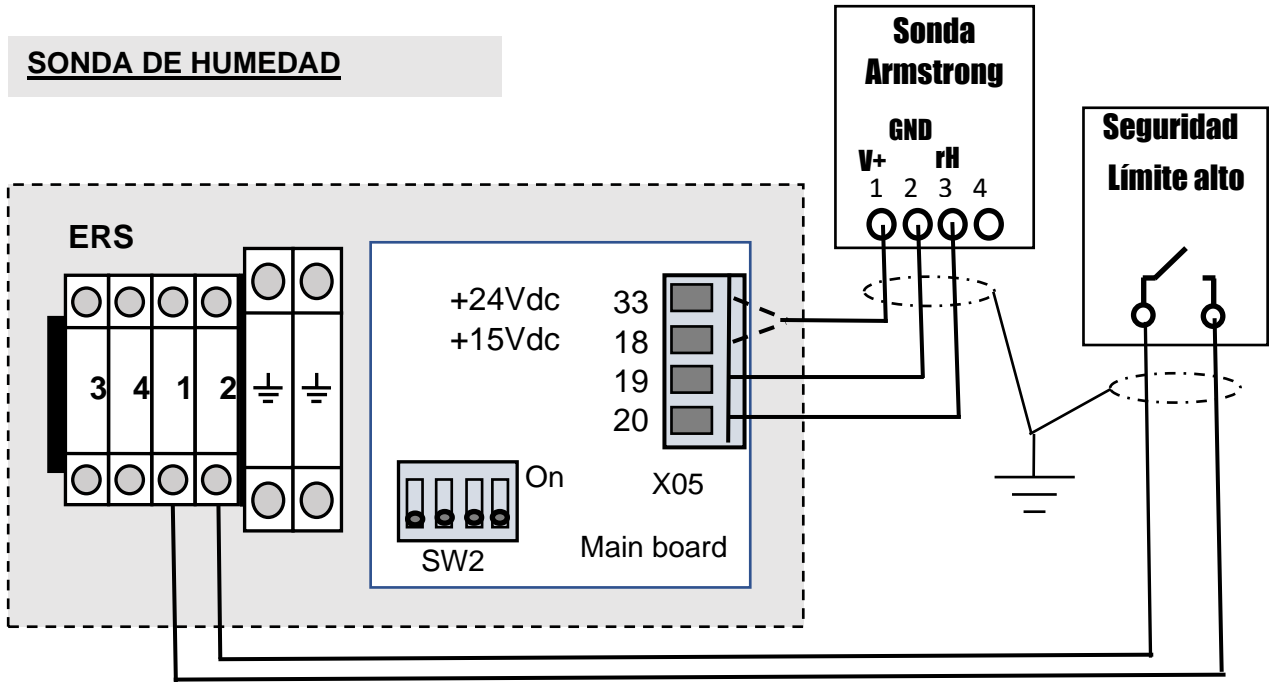 SONDA DE HUMEDAD
Sonda
Armstrong
GND
V+ rH
1 2 3 4
Seguridad
Límite alto
ERS
3 4 1 2
+24Vdc 33
+15Vdc 18
19
20
On
X05
SW2
Main board